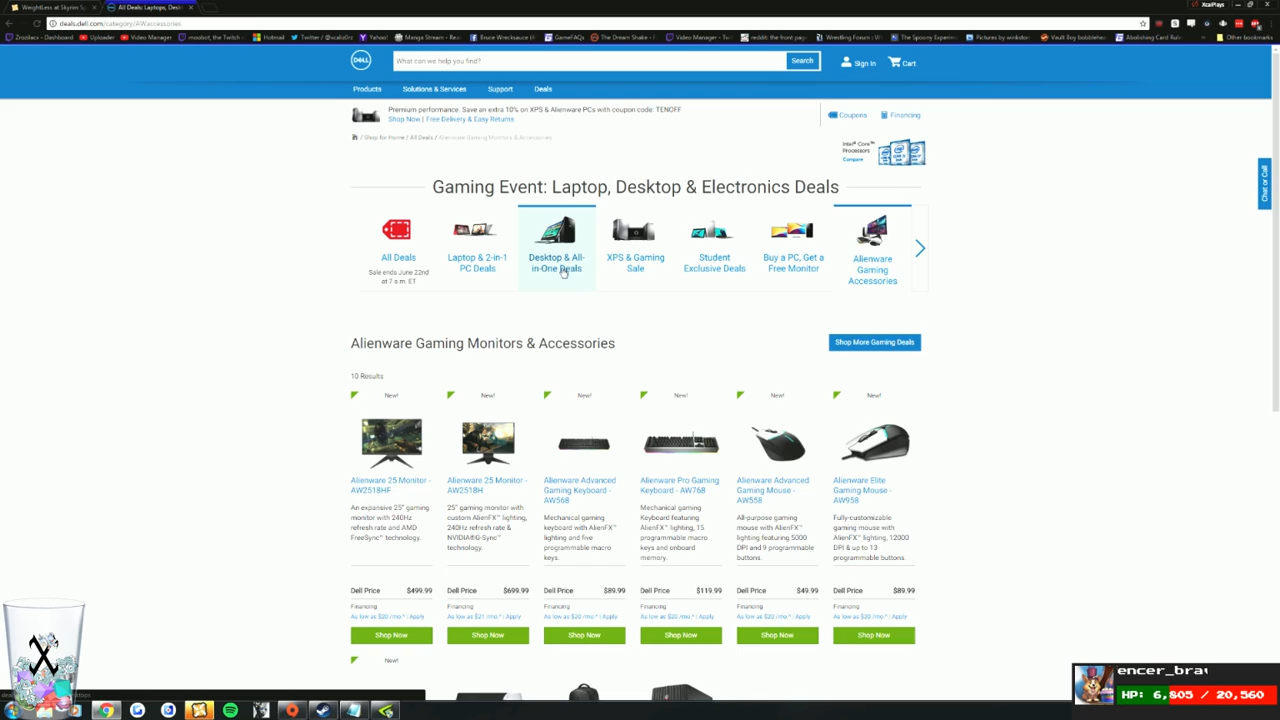 WeightLess at Skyrim Sp
All Deals: Laptops, Desk
XcalPlays
deals.dell.com/category/AWaccessories
Zrosilacx - Dashboard
Uploader
Video Manager
moobot, the Twitch
Hotmail
Yahoo!
Manga Stream - Rea
Bruce Wrecksauce
GameFAQs
The Dream Shake - I
Video Manager - Tw
reddit: the front pag
Wrestling Forum : Vi
The Spoony Experim
Pictures by winkdor
Vault Boy bobblehea
Abolishing Card Rul
Other bookmarks
DELL
What can we help you find?
Search
Sign In
Cart
Products
Solutions & Services
Support
Deals
Premium performance. Save an extra 10% on XPS & Alienware PCs with coupon code: TENOFF
Shop Now | Free Delivery & Easy Returns
Coupons
Financing
/ Shop for Home / All Deals / Alienware Gaming Monitors & Accessories
Intel® Core™
Processors
Compare
Chat or Call
Gaming Event: Laptop, Desktop & Electronics Deals
All Deals
Sale ends June 22nd
at 7 a.m. ET
Laptop & 2-in-1
PC Deals
Desktop & All-
in-One Deals
XPS & Gaming
Sale
Student
Exclusive Deals
Buy a PC, Get a
Free Monitor
Alienware
Gaming
Accessories
Alienware Gaming Monitors & Accessories
Shop More Gaming Deals
10 Results
New!
New!
New!
New!
New!
New!
Alienware 25 Monitor -
AW2518HF
An expansive 25" gaming
monitor with 240Hz
refresh rate and AMD
FreeSync™ technology.
Alienware 25 Monitor -
AW2518H
25" gaming monitor with
custom AlienFX™ lighting,
240Hz refresh rate &
NVIDIA®G-Sync™
technology.
Alienware Advanced
Gaming Keyboard -
AW568
Mechanical gaming
keyboard with AlienFX™
lighting and five
programmable macro
keys.
Alienware Pro Gaming
Keyboard - AW768
Mechanical gaming
Keyboard featuring
AlienFX™ lighting, 15
programmable macro
keys and onboard
memory.
Alienware Advanced
Gaming Mouse -
AW558
All-purpose gaming
mouse with AlienFX™
lighting featuring 5000
DPI and 9 programmable
buttons.
Alienware Elite
Gaming Mouse -
AW958
Fully-customizable
gaming mouse with
AlienFX™ lighting, 12000
DPI & up to 13
programmable buttons.
Dell Price $499.99
Dell Price $699.99
Dell Price $89.99
Dell Price $119.99
Dell Price $49.99
Dell Price $89.99
Financing
Financing
Financing
Financing
Financing
Financing
As low as $20 /mo.^ | Apply
As low as $21 /mo.^ | Apply
As low as $20 /mo.^ | Apply
As low as $20 /mo.^ | Apply
As low as $20 /mo.^ | Apply
As low as $20 /mo.^ | Apply
Shop Now
Shop Now
Shop Now
Shop Now
Shop Now
Shop Now
New!
X
encer_brav
HP: 6,805 / 20,560